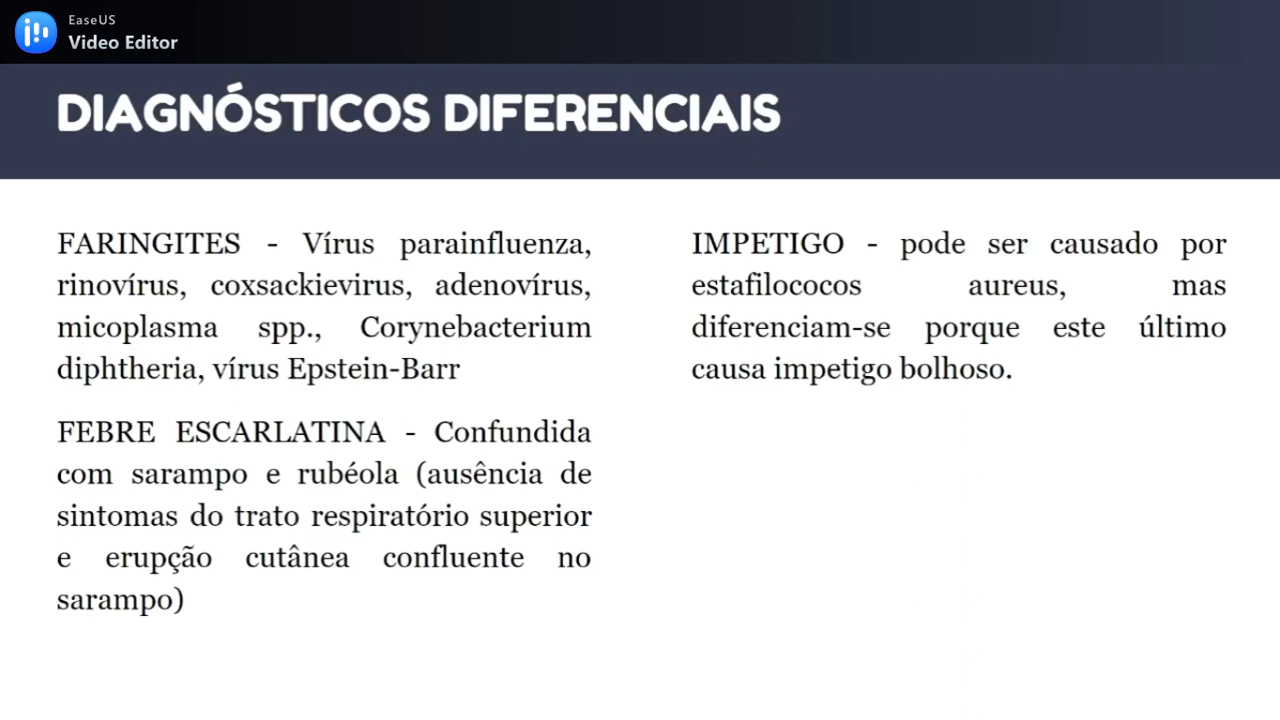 EaseUS
Video Editor
DIAGNÓSTICOS DIFERENCIAIS
FARINGITES - Vírus parainfluenza,
rinovírus, coxsackievirus, adenovírus,
micoplasma spp., Corynebacterium
diphtheria, vírus Epstein-Barr
FEBRE ESCARLATINA - Confundida
com sarampo e rubéola (ausência de
sintomas do trato respiratório superior
e erupção cutânea confluente no
sarampo)
IMPETIGO - pode ser causado por
estafilococos aureus, mas
diferenciam-se porque este último
causa impetigo bolhoso.